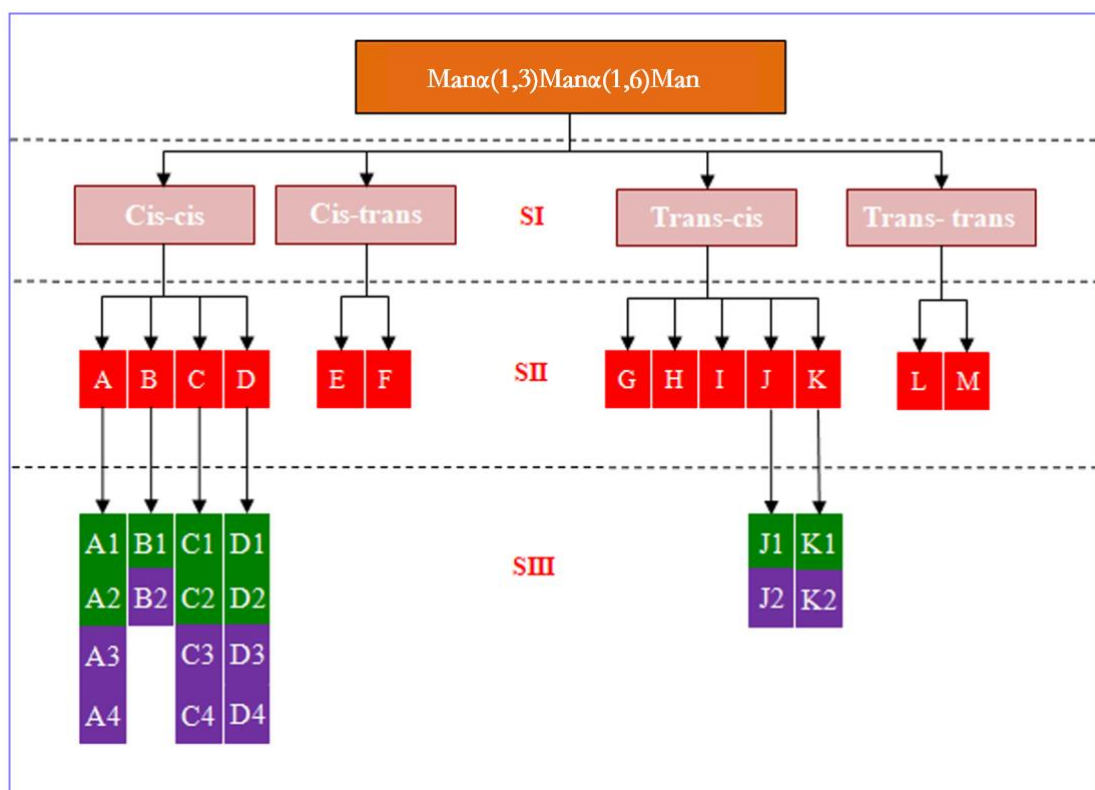 Manα(1,3)Manα(1,6)Man
Cis-cis Cis-trans SI Trans-cis Trans- trans
A B C D E F SII G H I J K L M
A1 B1 C1 D1 SIII J1 K1
A2 B2 C2 D2 J2 K2
A3 C3 D3
A4 C4 D4